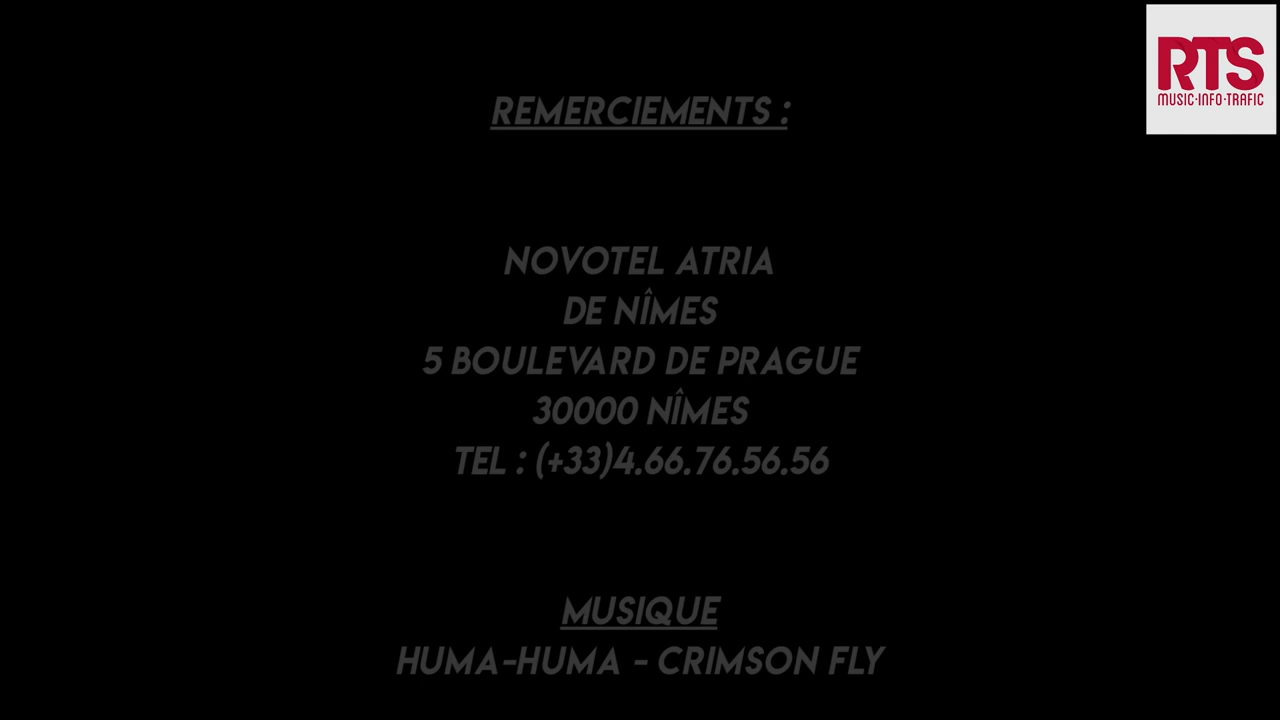 RTS
MUSIC·INFO·TRAFIC
REMERCIEMENTS :
NOVOTEL ATRIA
DE NÎMES
5 BOULEVARD DE PRAGUE
30000 NÎMES
TEL : (+33)4.66.76.56.56
MUSIQUE
HUMA-HUMA - CRIMSON FLY